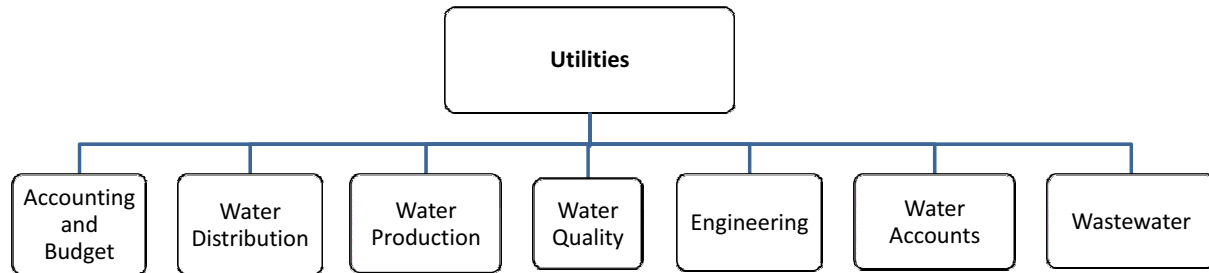 Utilities
Accounting
and
Budget
Water
Distribution
Water
Production
Water
Quality
Engineering
Water
Accounts
Wastewater